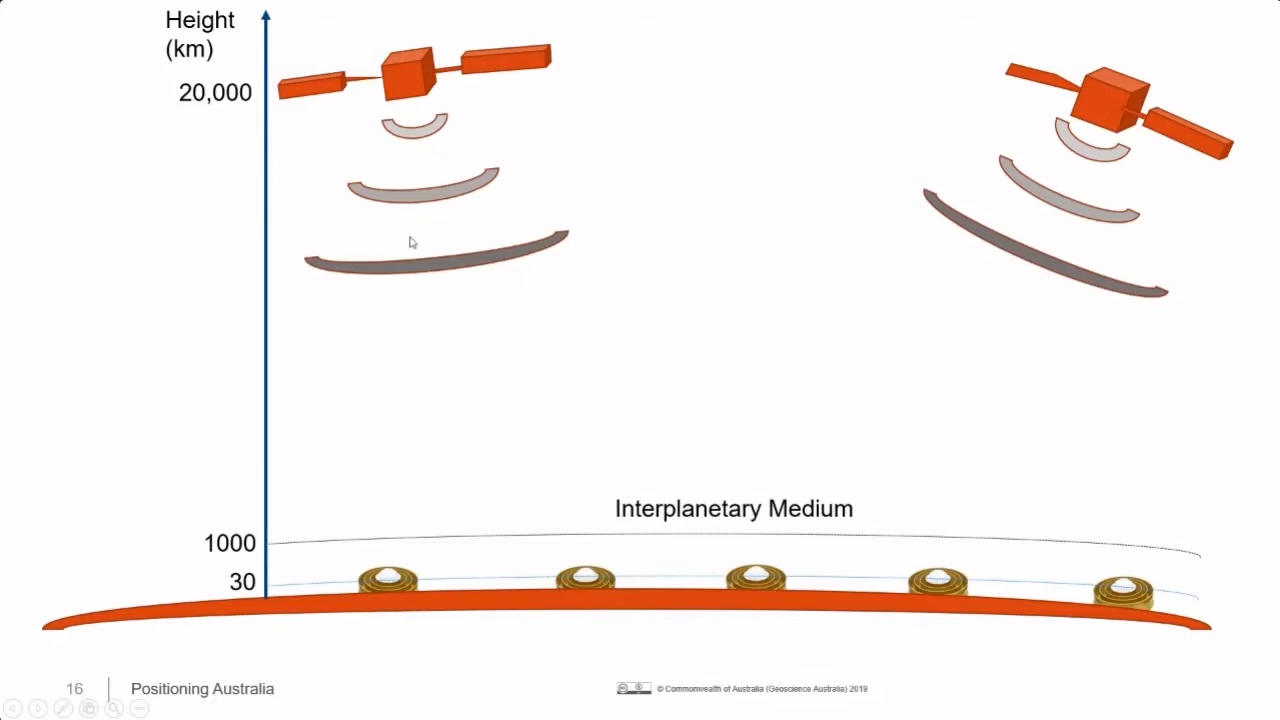 Height
(km)
20,000
Interplanetary Medium
1000
30
16
Positioning Australia
© Commonwealth of Australia (Geoscience Australia) 2019